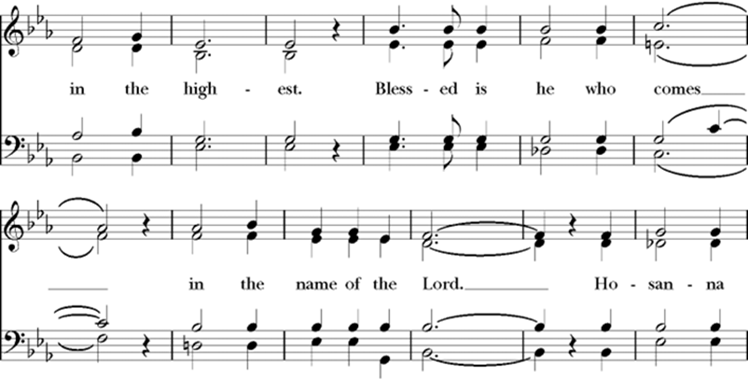 in the high - est. Bless - ed is he who comes
in the name of the Lord. Ho - san - na